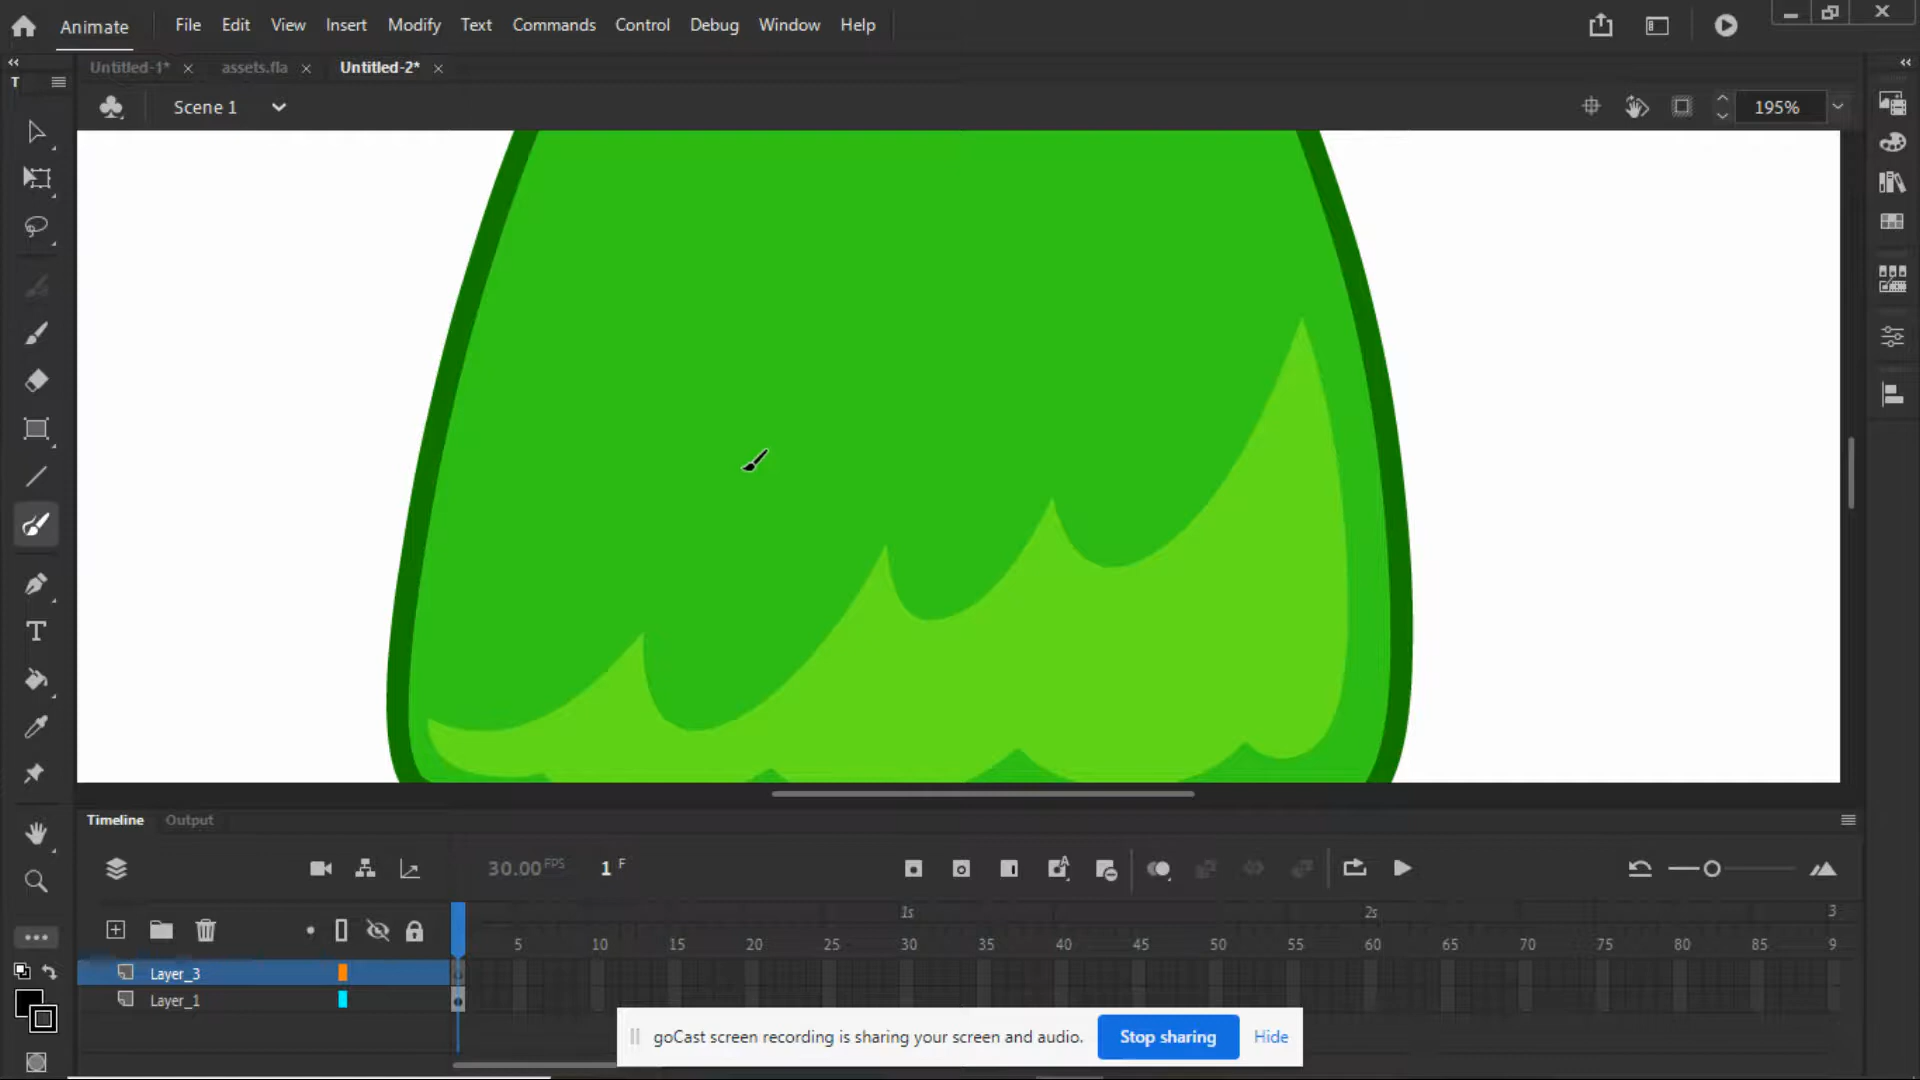 Animate File Edit View Insert Modify Text Commands Control Debug Window Help
Untitled-1* × assets.fla × Untitled-2* ×
T
Scene 1 195%
Timeline Output
30.00 FPS 1 F
1s 2s 3
5 10 15 20 25 30 35 40 45 50 55 60 65 70 75 80 85 9
Layer_3
Layer_1
goCast screen recording is sharing your screen and audio. Stop sharing Hide